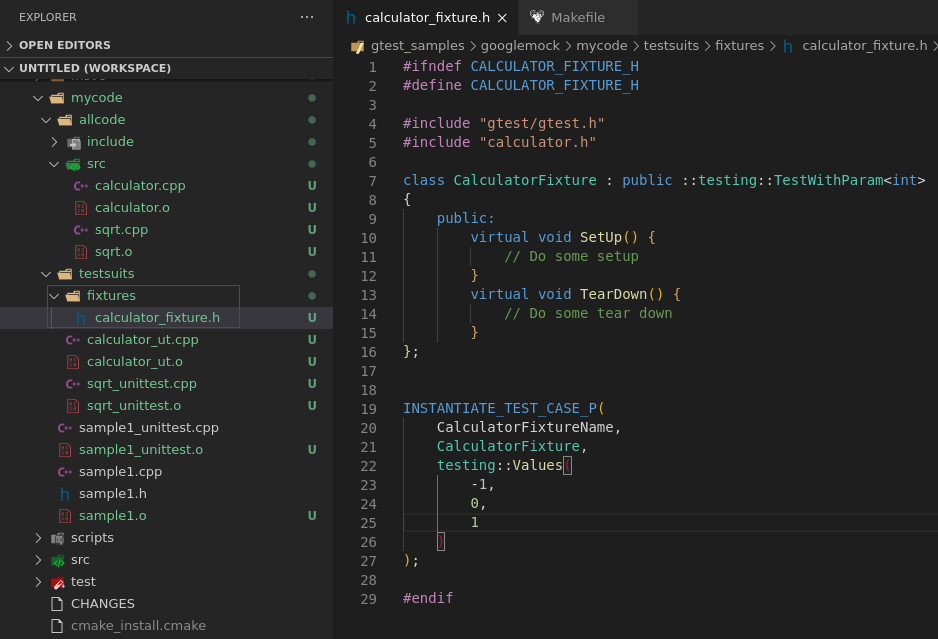 EXPLORER
OPEN EDITORS
UNTITLED (WORKSPACE)
mycode
allcode
include
src
calculator.cpp U
calculator.o U
sqrt.cpp U
sqrt.o U
testsuits
fixtures
calculator_fixture.h U
calculator_ut.cpp U
calculator_ut.o U
sqrt_unittest.cpp U
sqrt_unittest.o U
sample1_unittest.cpp
sample1_unittest.o U
sample1.cpp
sample1.h
sample1.o U
scripts
src
test
CHANGES
cmake_install.cmake
h calculator_fixture.h × Makefile
gtest_samples > googlemock > mycode > testsuits > fixtures > h calculator_fixture.h >
1 #ifndef CALCULATOR_FIXTURE_H
2 #define CALCULATOR_FIXTURE_H
3
4 #include "gtest/gtest.h"
5 #include "calculator.h"
6
7 class CalculatorFixture : public ::testing::TestWithParam<int>
8 {
9 public:
10 virtual void SetUp() {
11 // Do some setup
12 }
13 virtual void TearDown() {
14 // Do some tear down
15 }
16 };
17
18
19 INSTANTIATE_TEST_CASE_P(
20 CalculatorFixtureName,
21 CalculatorFixture,
22 testing::Values(
23 -1,
24 0,
25 1
26 )
27 );
28
29 #endif